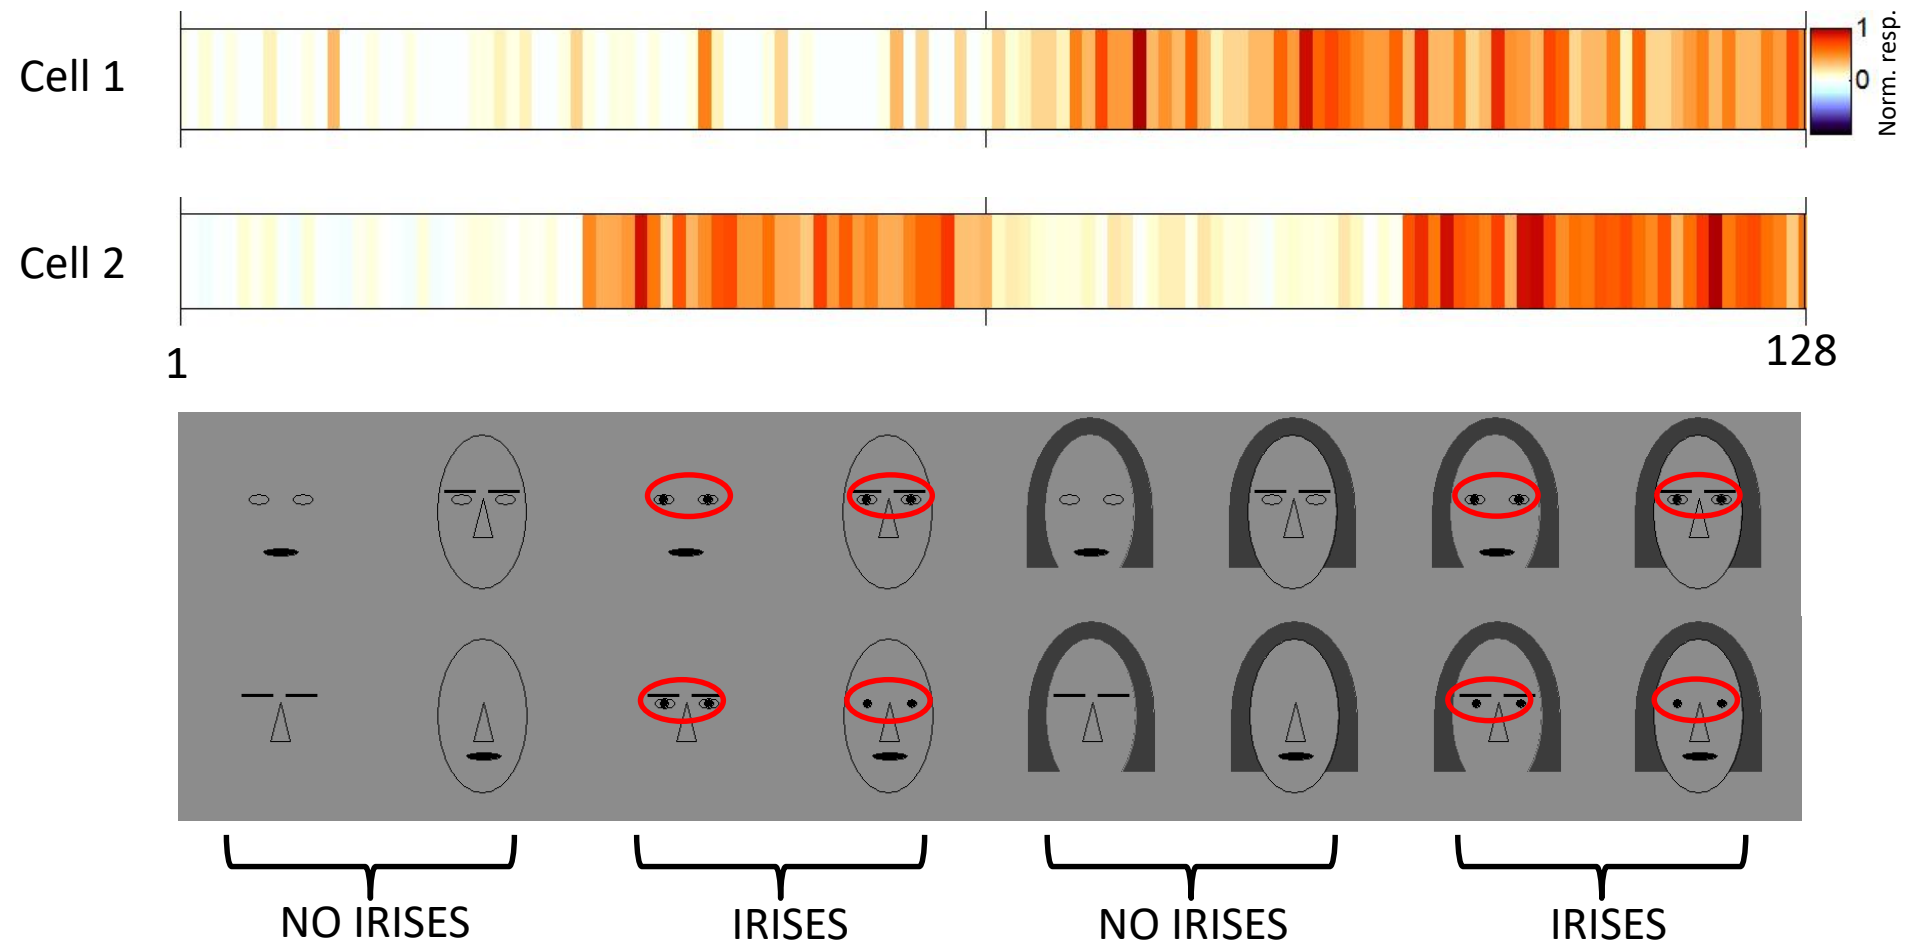 Cell 1
1
0
Norm. resp.
Cell 2
1
128
NO IRISES
IRISES
NO IRISES
IRISES